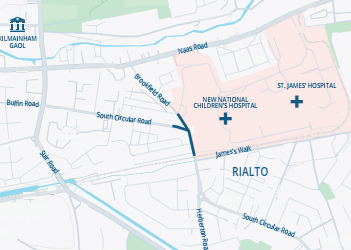 KILMAINHAM
GAOL
Naas Road
Brookfield Road
ST. JAMES' HOSPITAL
NEW NATIONAL
CHILDREN'S HOSPITAL
Bulfin Road
South Circular Road
James's Walk
Suir Road
RIALTO
Herberton Road
South Circular Road